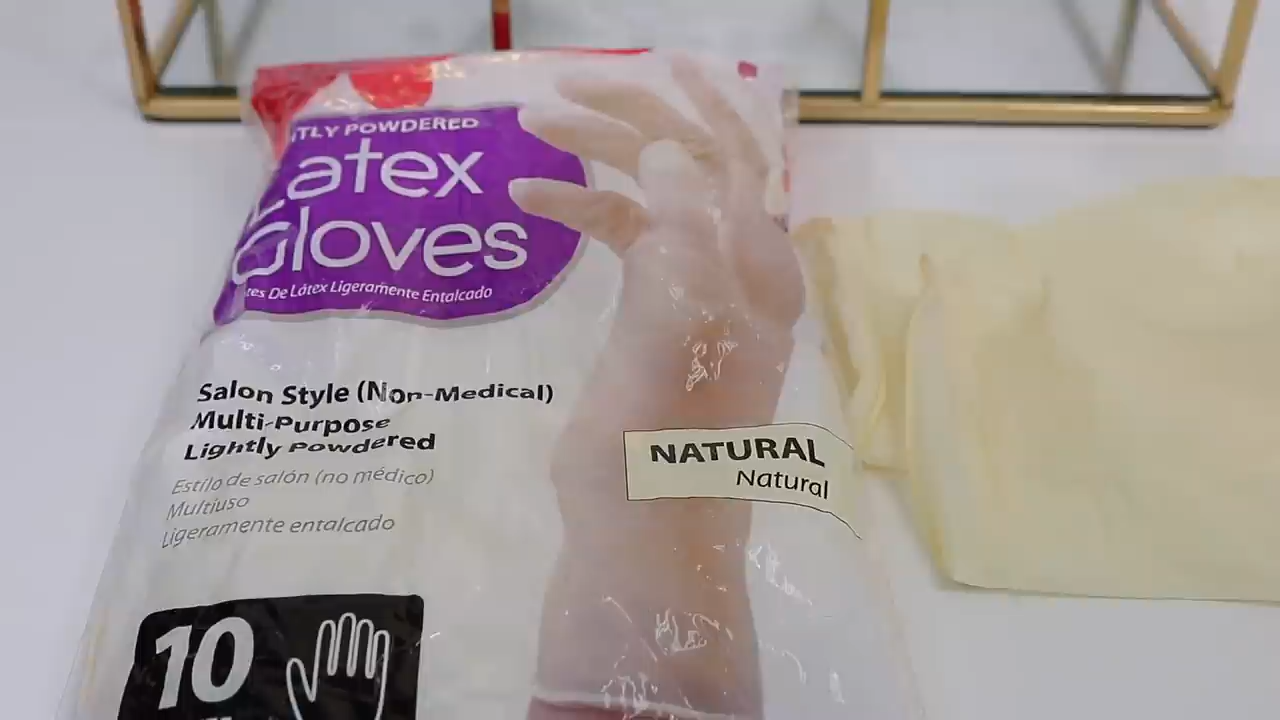 TLY POWDERED
Latex
Gloves
tes De Látex Ligeramente Entalcado
Salon Style (Non-Medical)
Multi-Purpose
Lightly Powdered
Estilo de salón (no médico)
Multiuso
Ligeramente entalcado
NATURAL
Natural
10